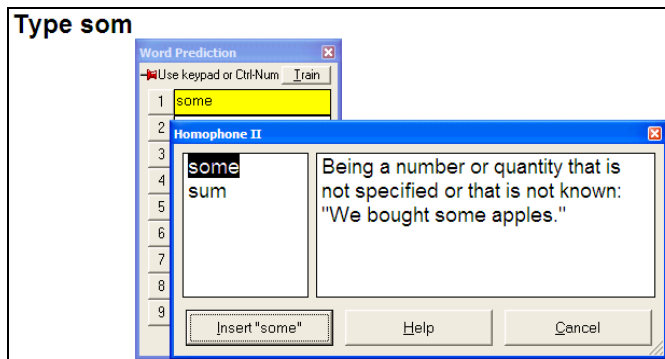 Type som
Word Prediction
Use keypad or Ctrl-Num Train
1 some
2
3
4
5
6
7
8
9
Homophone II
some
sum
Being a number or quantity that is
not specified or that is not known:
"We bought some apples."
Insert "some" Help Cancel